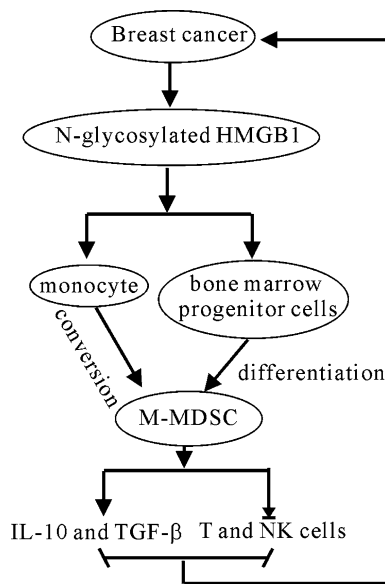 Breast cancer
N-glycosylated HMGB1
monocyte
bone marrow
progenitor cells
conversion
differentiation
M-MDSC
IL-10 and TGF-β T and NK cells